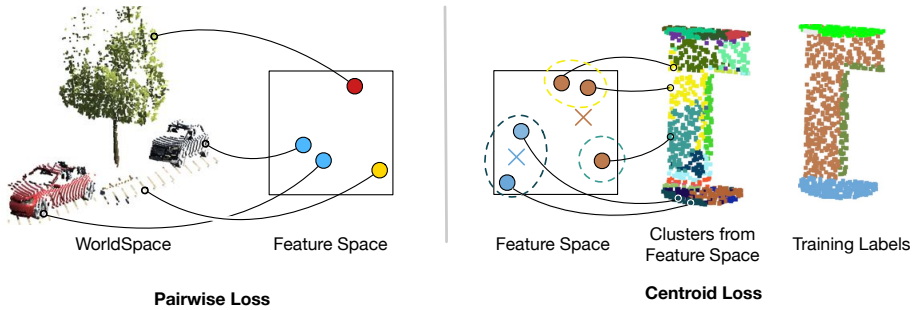 WorldSpace
Feature Space
Pairwise Loss
Feature Space
Clusters from
Feature Space
Training Labels
Centroid Loss